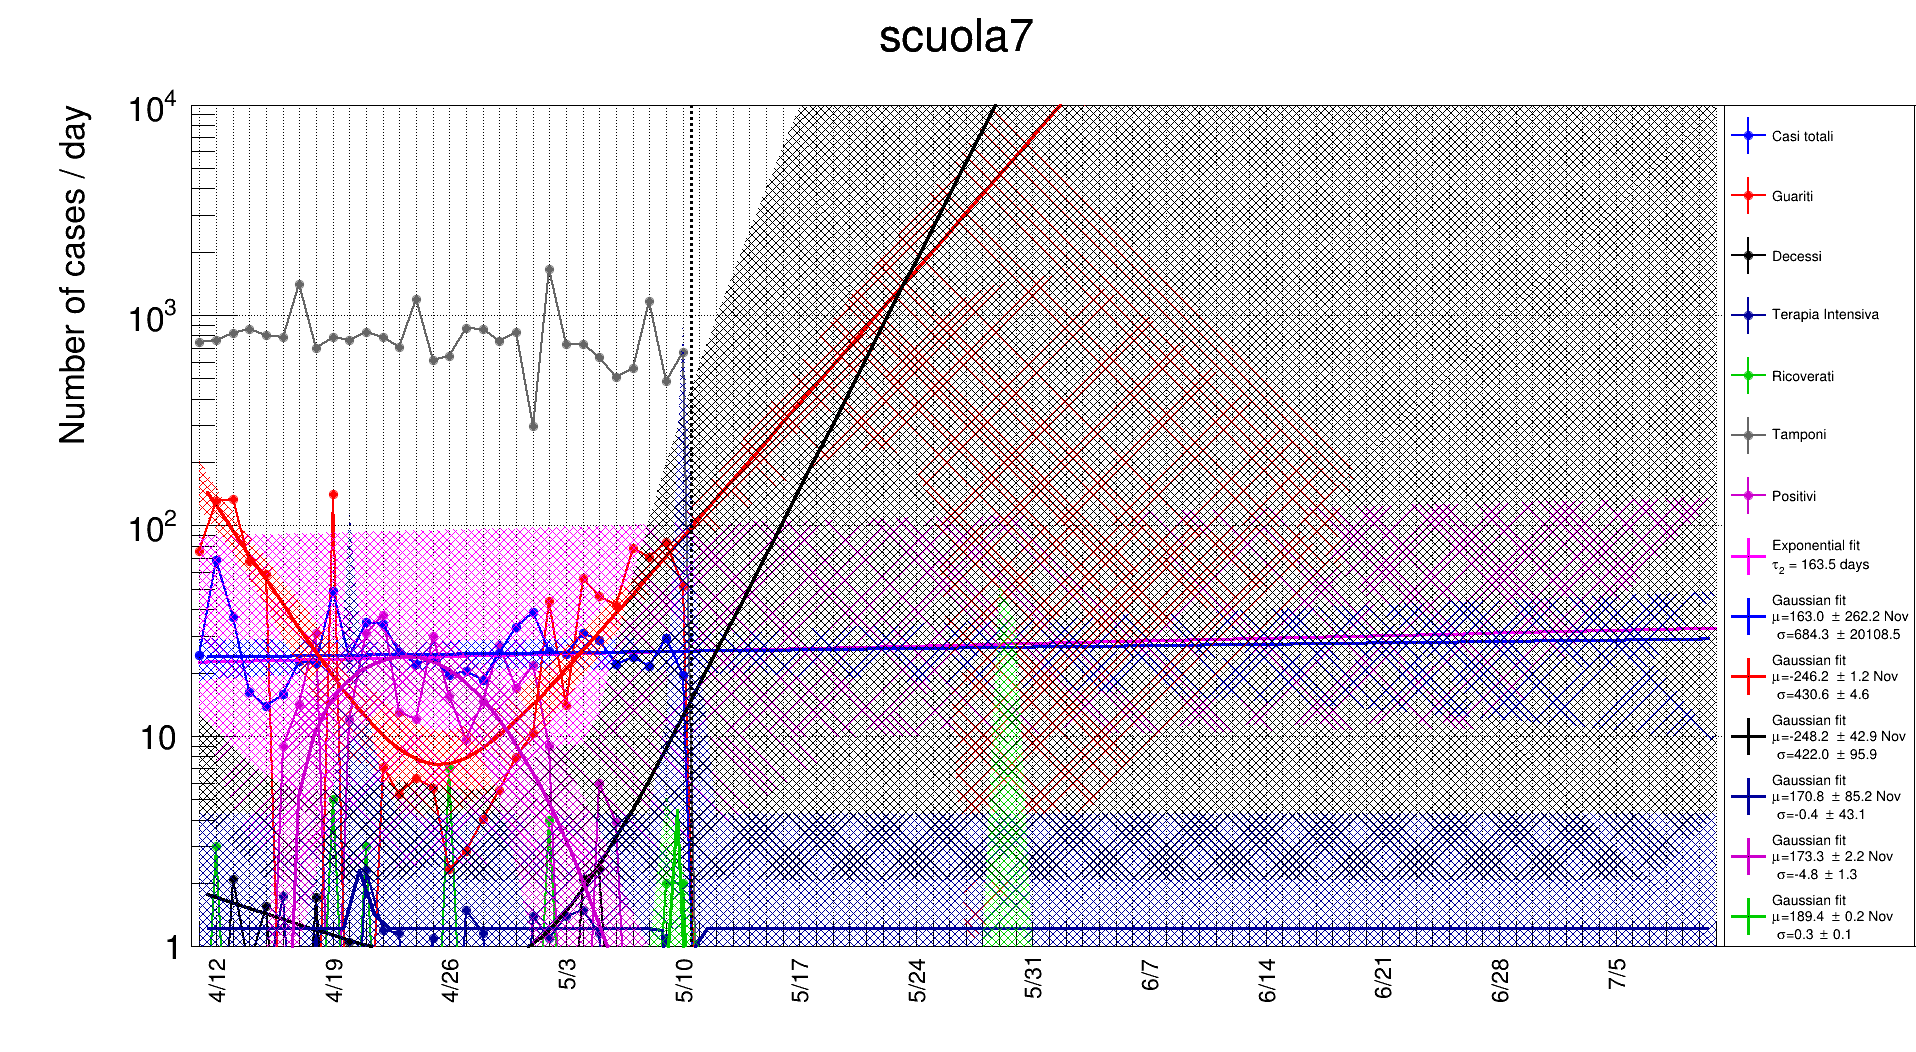 scuola7
Number of cases / day
10^4
10^3
10^2
10
1
4/12
4/19
4/26
5/3
5/10
5/17
5/24
5/31
6/7
6/14
6/21
6/28
7/5
Casi totali
Guariti
Decessi
Terapia Intensiva
Ricoverati
Tamponi
Positivi
Exponential fit
τ2 = 163.5 days
Gaussian fit
μ=163.0 ± 262.2 Nov
σ=684.3 ± 20108.5
Gaussian fit
μ=-246.2 ± 1.2 Nov
σ=430.6 ± 4.6
Gaussian fit
μ=-248.2 ± 42.9 Nov
σ=422.0 ± 95.9
Gaussian fit
μ=170.8 ± 85.2 Nov
σ=-0.4 ± 43.1
Gaussian fit
μ=173.3 ± 2.2 Nov
σ=-4.8 ± 1.3
Gaussian fit
μ=189.4 ± 0.2 Nov
σ=0.3 ± 0.1